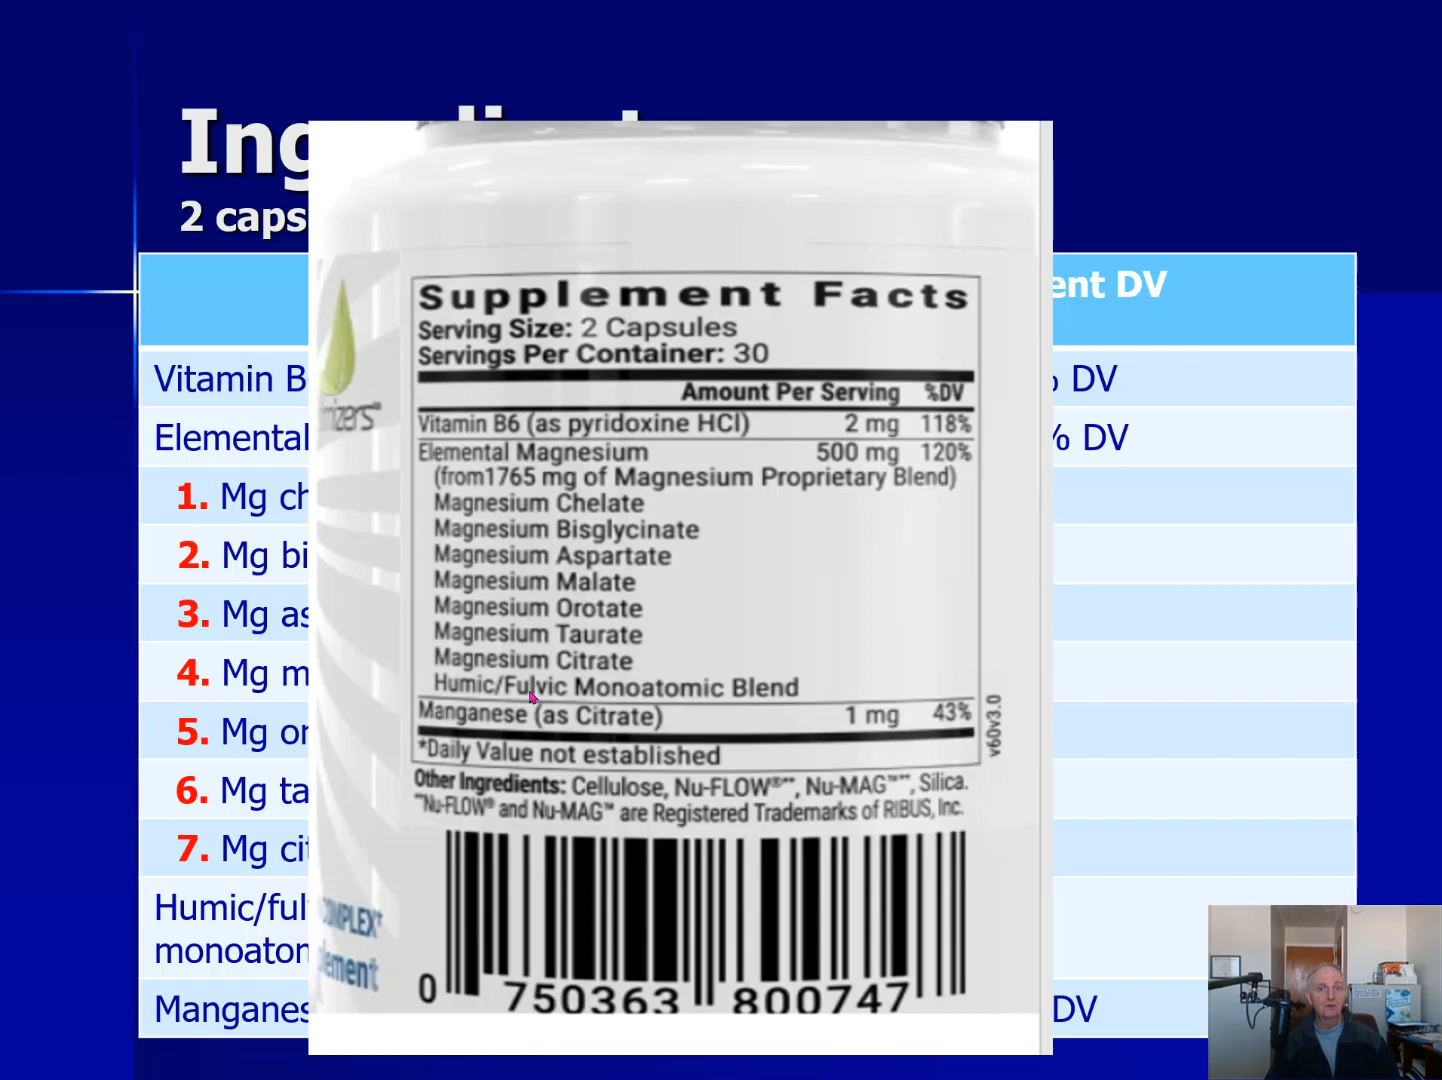 2 caps
ent DV
Vitamin B
DV
Elemental
% DV
1. Mg ch
2. Mg bi
3. Mg as
4. Mg m
5. Mg or
6. Mg ta
7. Mg cit
Humic/ful
monoaton
Manganes
DV
mizers™
Supplement Facts
Serving Size: 2 Capsules
Servings Per Container: 30
Amount Per Serving %DV
Vitamin B6 (as pyridoxine HCl) 2 mg 118%
Elemental Magnesium 500 mg 120%
(from1765 mg of Magnesium Proprietary Blend)
Magnesium Chelate
Magnesium Bisglycinate
Magnesium Aspartate
Magnesium Malate
Magnesium Orotate
Magnesium Taurate
Magnesium Citrate
Humic/Fulvic Monoatomic Blend
Manganese (as Citrate) 1 mg 43%
*Daily Value not established
v60v3.0
Other Ingredients: Cellulose, Nu-FLOW®**, Nu-MAG™**, Silica.
**Nu-FLOW® and Nu-MAG™ are Registered Trademarks of RIBUS, Inc.
COMPLEX†
lement
0 750363 800747